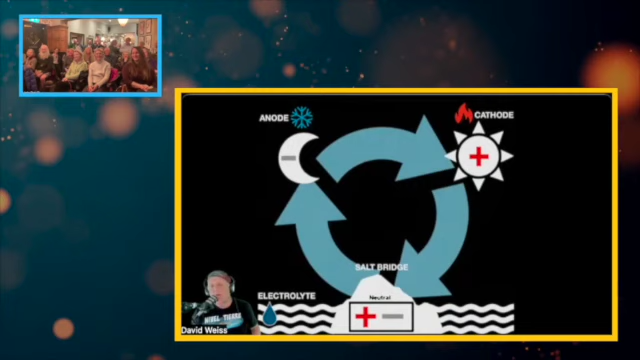 ANODE
CATHODE
SALT BRIDGE
Neutral
ELECTROLYTE
David Weiss